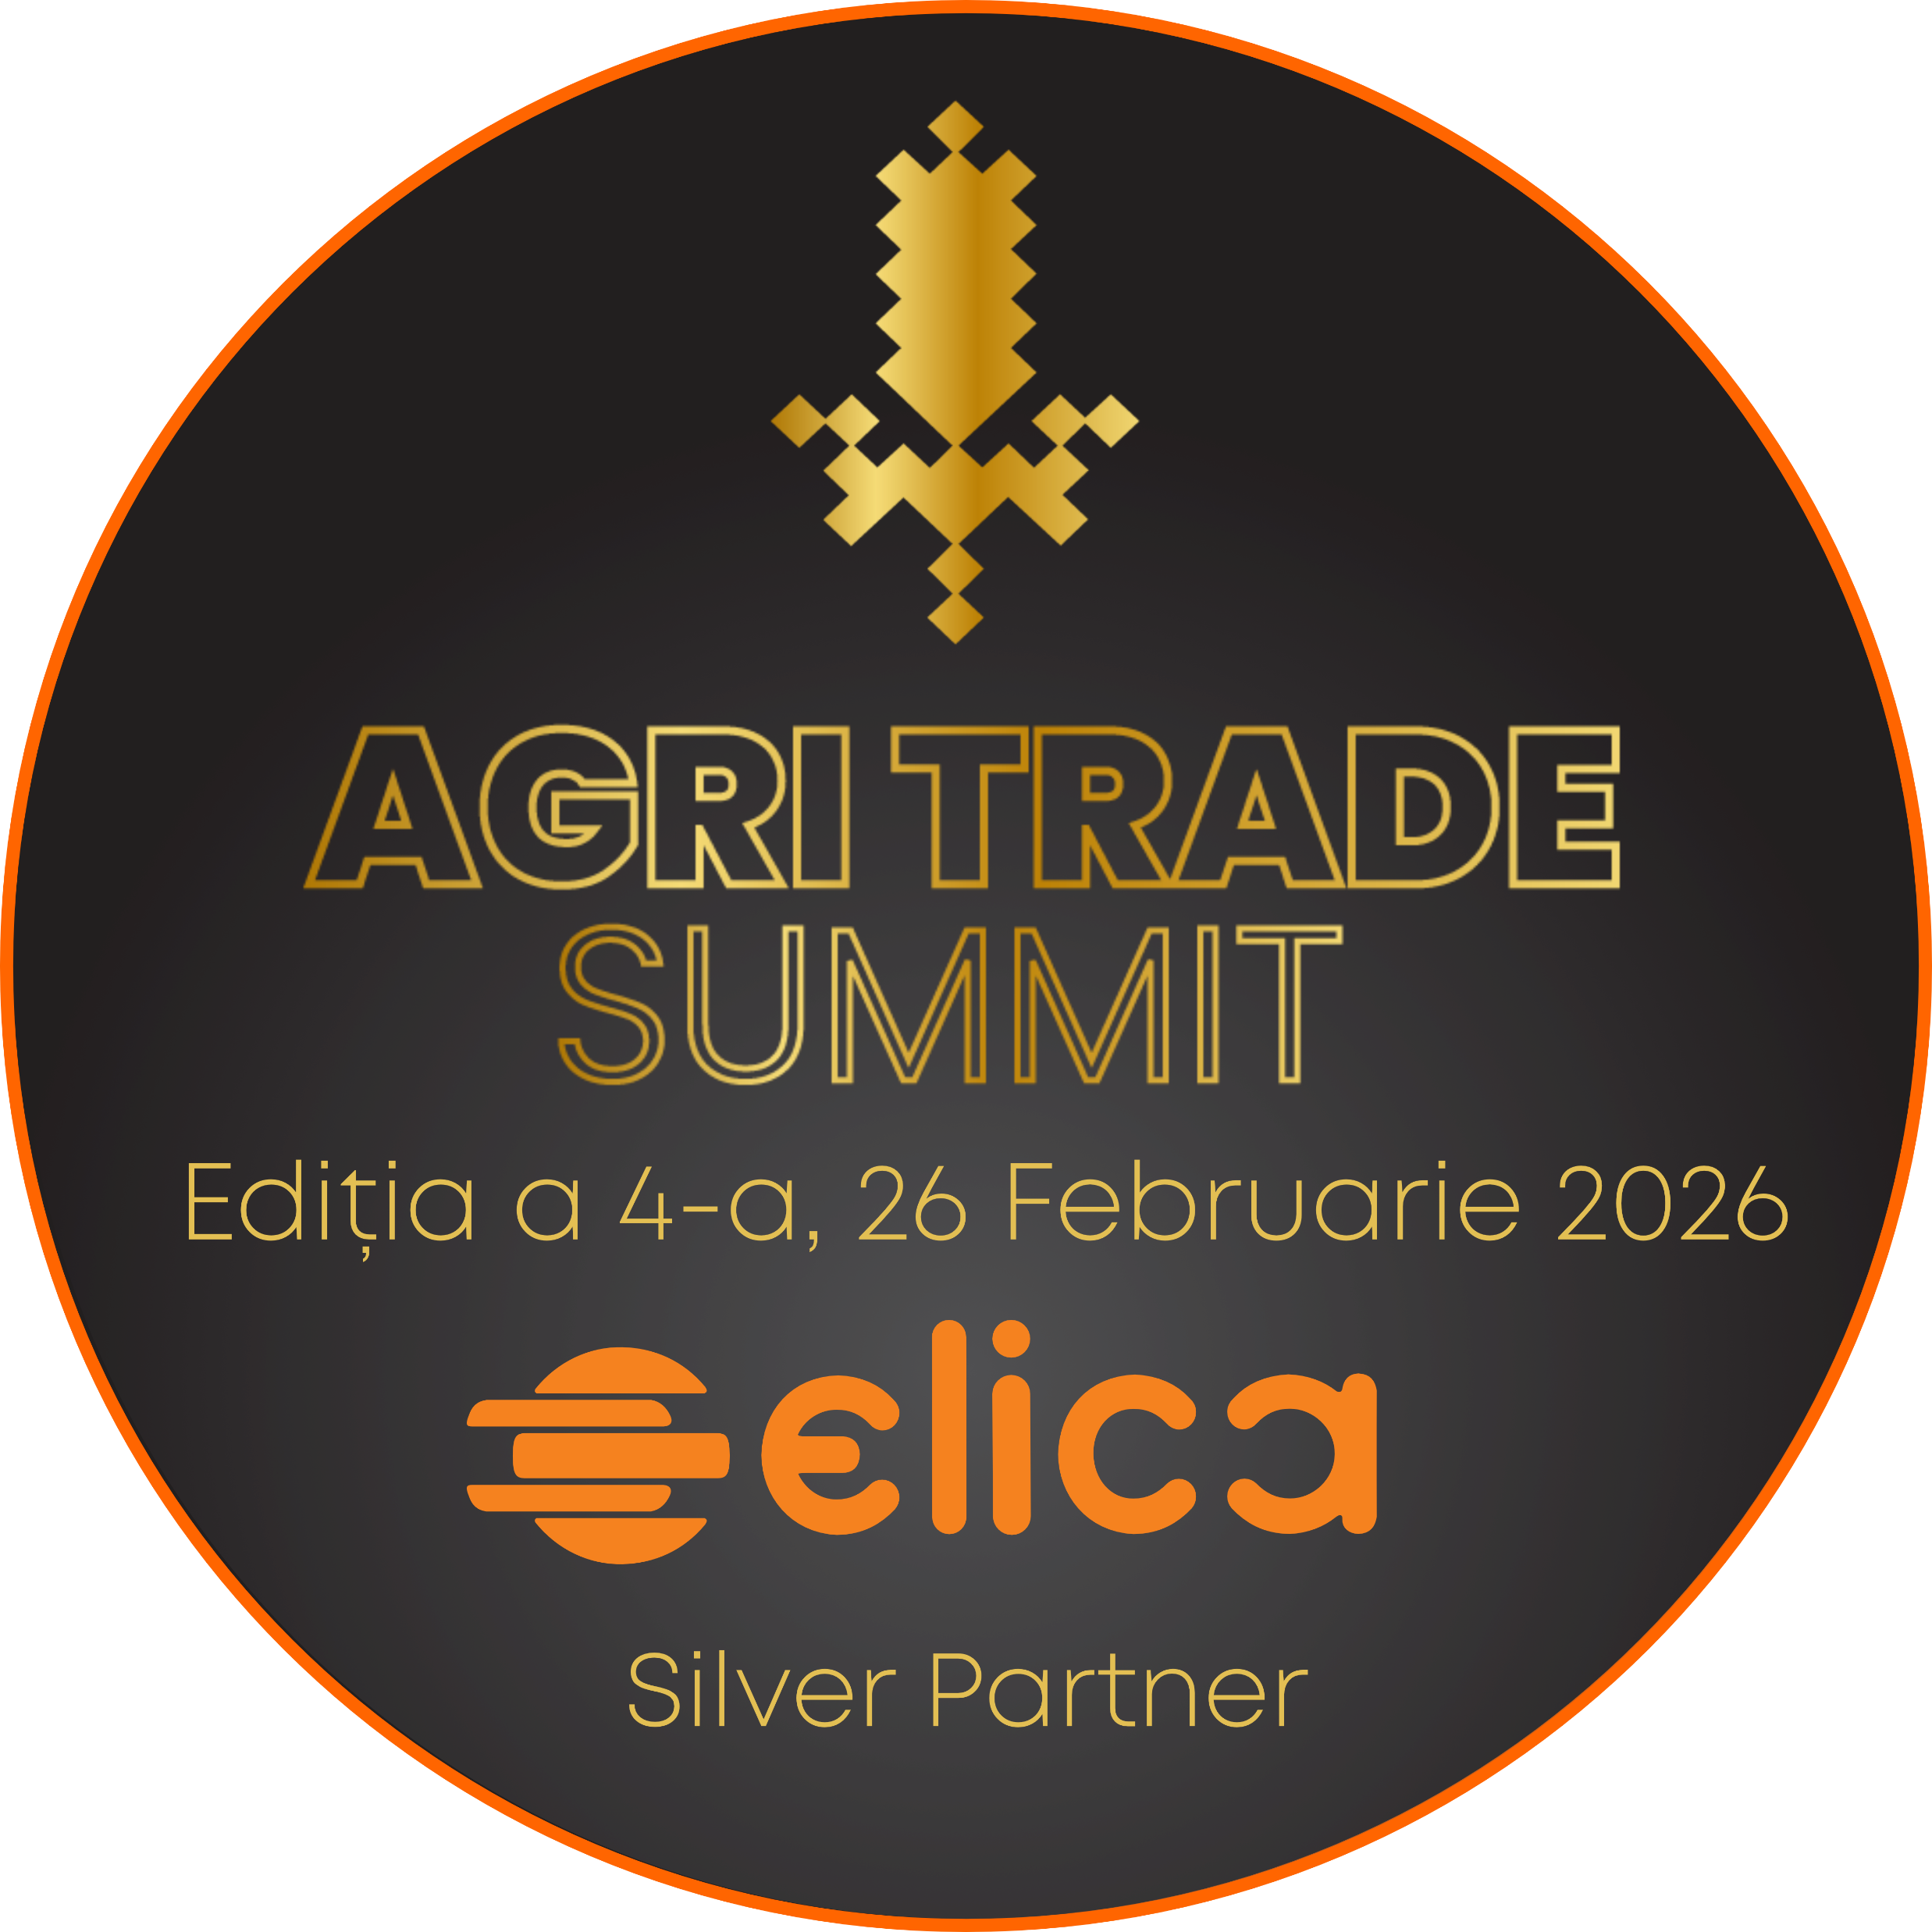 AGRI TRADE
SUMMIT
Ediția a 4-a, 26 Februarie 2026
elica
Silver Partner